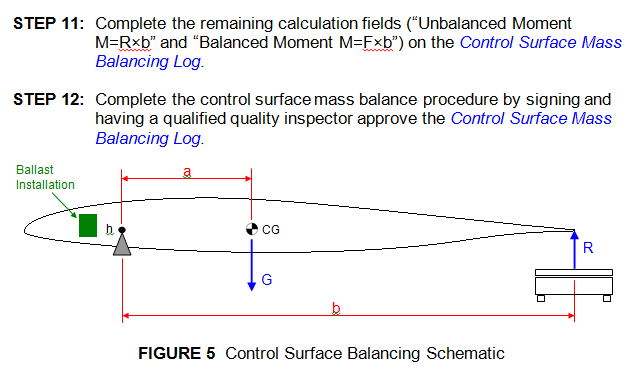 STEP 11: Complete the remaining calculation fields (“Unbalanced Moment
M=R×b” and “Balanced Moment M=F×b”) on the Control Surface Mass
Balancing Log.
STEP 12: Complete the control surface mass balance procedure by signing and
having a qualified quality inspector approve the Control Surface Mass
Balancing Log.
Ballast
Installation
a
h
CG
G
R
b
FIGURE 5 Control Surface Balancing Schematic